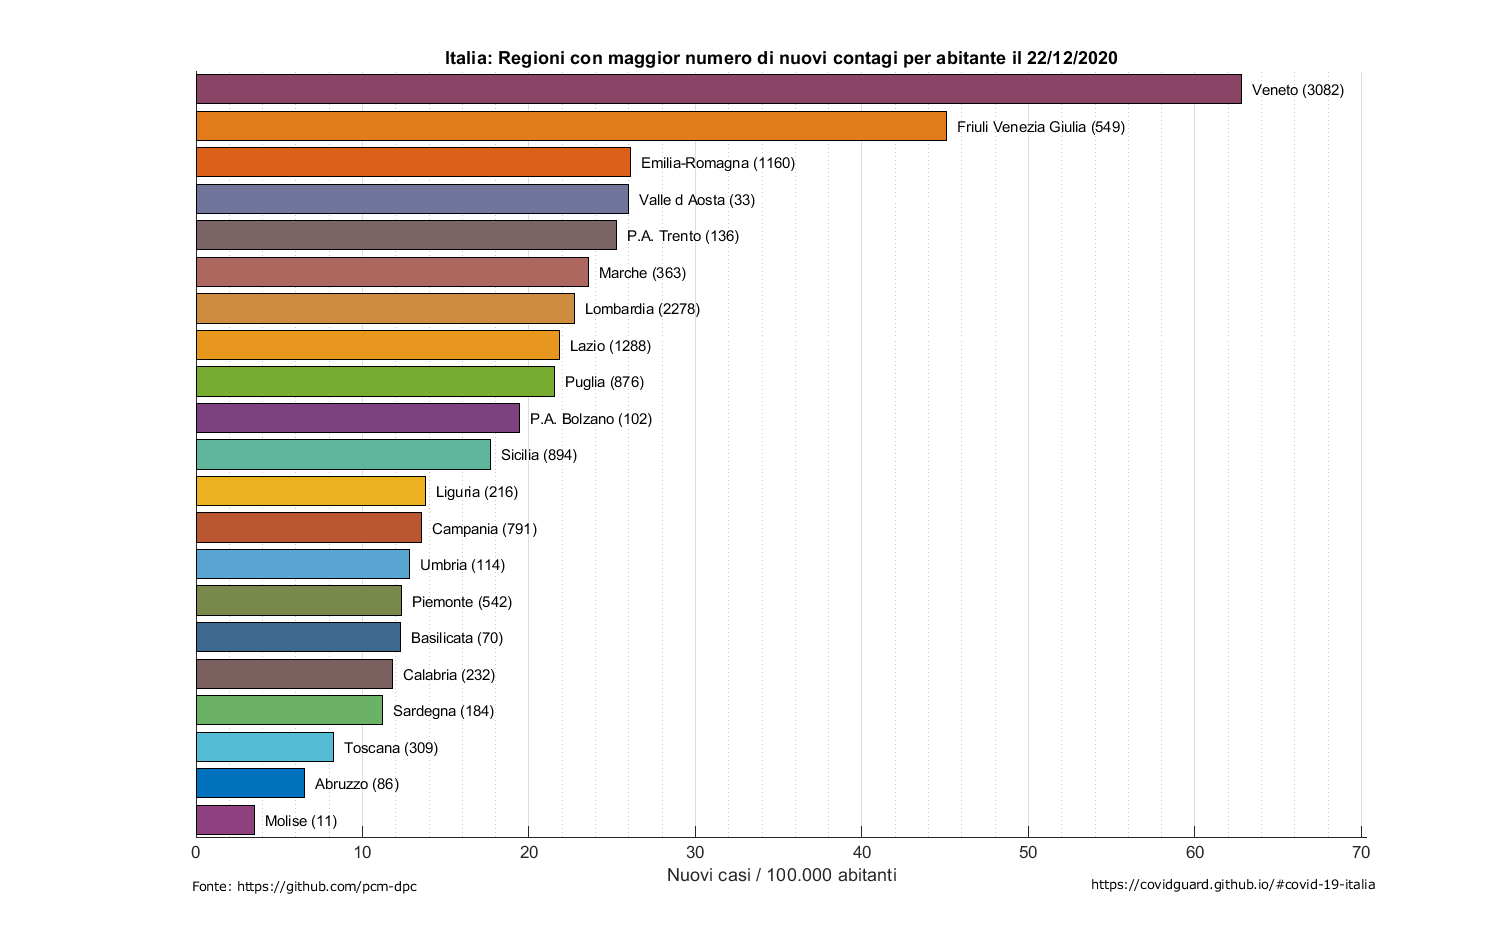 Italia: Regioni con maggior numero di nuovi contagi per abitante il 22/12/2020
Veneto (3082)
Friuli Venezia Giulia (549)
Emilia-Romagna (1160)
Valle d Aosta (33)
P.A. Trento (136)
Marche (363)
Lombardia (2278)
Lazio (1288)
Puglia (876)
P.A. Bolzano (102)
Sicilia (894)
Liguria (216)
Campania (791)
Umbria (114)
Piemonte (542)
Basilicata (70)
Calabria (232)
Sardegna (184)
Toscana (309)
Abruzzo (86)
Molise (11)
0 10 20 30 40 50 60 70
Nuovi casi / 100.000 abitanti
Fonte: https://github.com/pcm-dpc
https://covidguard.github.io/#covid-19-italia